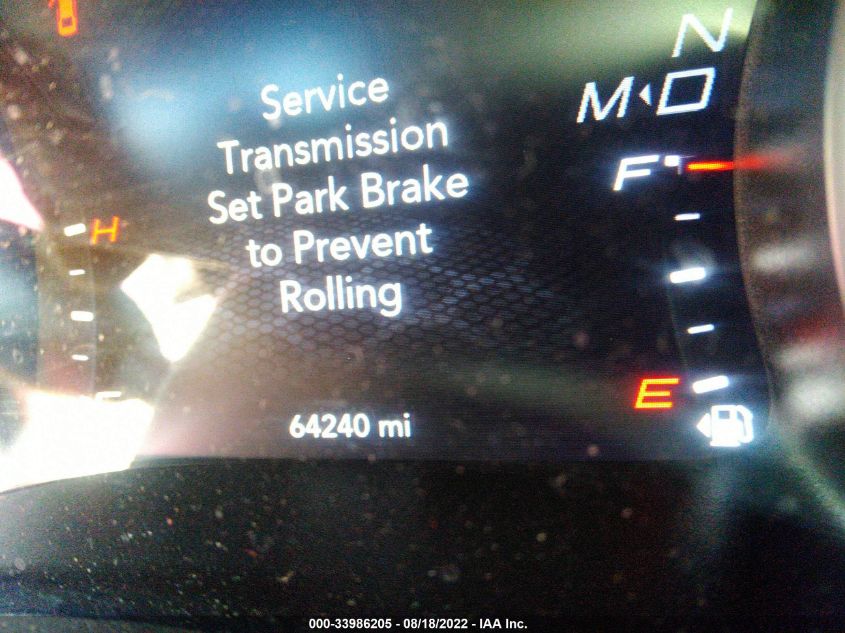 N
Service
M D
Transmission
F
Set Park Brake
H
to Prevent
Rolling
E
64240 mi
000-33986205 - 08/18/2022 - IAA Inc.